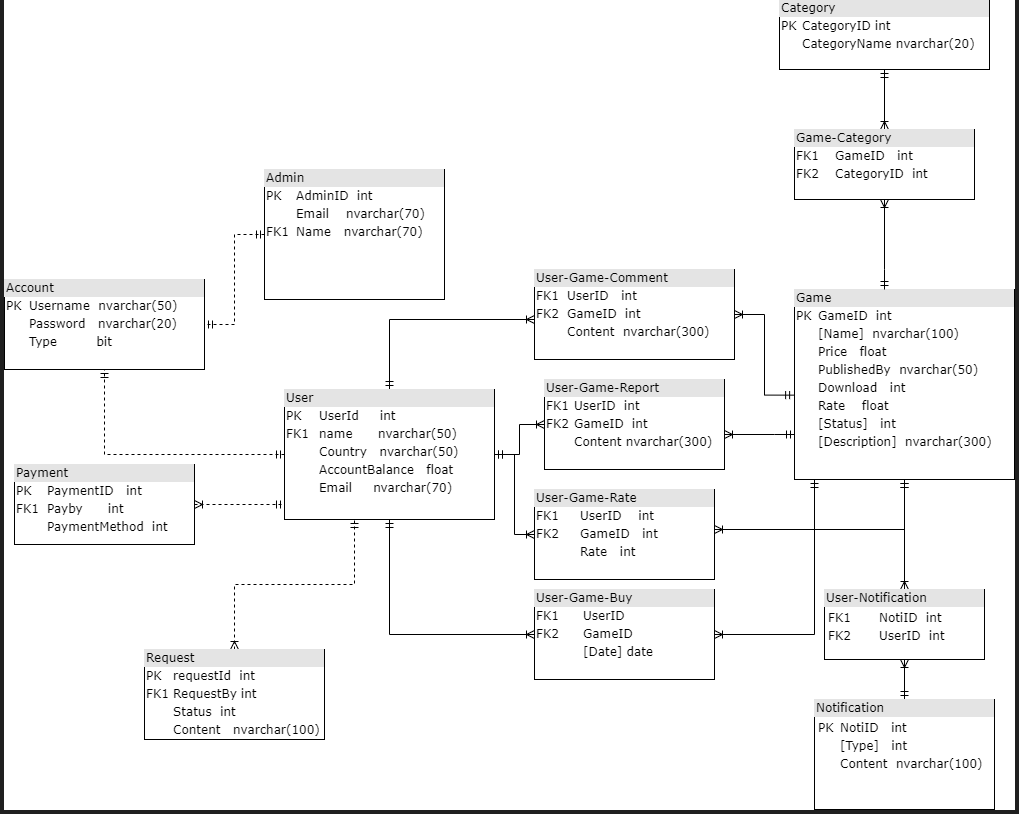 Category
PK CategoryID int
CategoryName nvarchar(20)
Game-Category
FK1 GameID int
FK2 CategoryID int
Admin
PK AdminID int
Email nvarchar(70)
FK1 Name nvarchar(70)
Account
PK Username nvarchar(50)
Password nvarchar(20)
Type bit
User-Game-Comment
FK1 UserID int
FK2 GameID int
Content nvarchar(300)
Game
PK GameID int
[Name] nvarchar(100)
Price float
PublishedBy nvarchar(50)
Download int
Rate float
[Status] int
[Description] nvarchar(300)
User
PK UserId int
FK1 name nvarchar(50)
Country nvarchar(50)
AccountBalance float
Email nvarchar(70)
User-Game-Report
FK1 UserID int
FK2 GameID int
Content nvarchar(300)
Payment
PK PaymentID int
FK1 Payby int
PaymentMethod int
User-Game-Rate
FK1 UserID int
FK2 GameID int
Rate int
User-Game-Buy
FK1 UserID
FK2 GameID
[Date] date
User-Notification
FK1 NotiID int
FK2 UserID int
Request
PK requestId int
FK1 RequestBy int
Status int
Content nvarchar(100)
Notification
PK NotiID int
[Type] int
Content nvarchar(100)